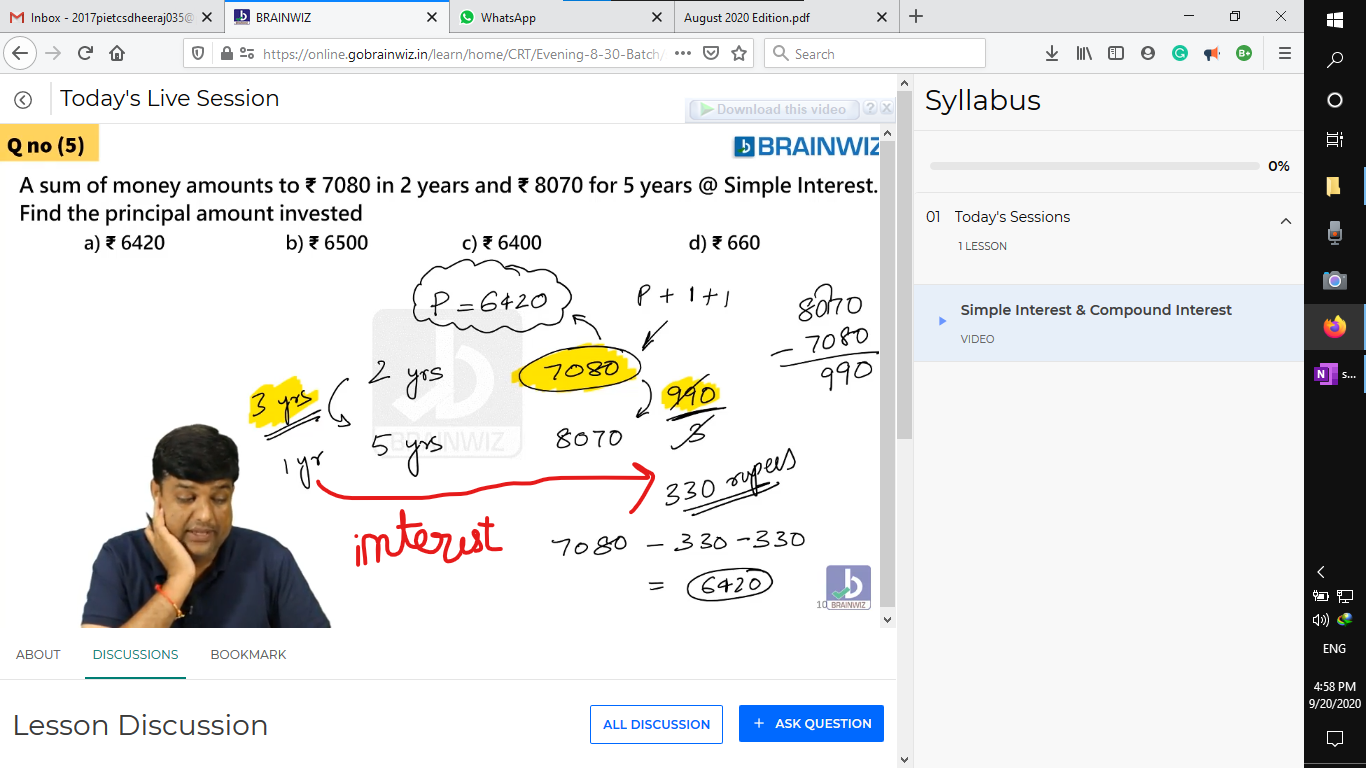 Inbox - 2017pietcsdheeraj035@
BRAINWIZ
WhatsApp
August 2020 Edition.pdf
https://online.gobrainwiz.in/learn/home/CRT/Evening-8-30-Batch/
Search
Today's Live Session
Download this video
Q no (5)
BRAINWIZ
A sum of money amounts to ₹ 7080 in 2 years and ₹ 8070 for 5 years @ Simple Interest.
Find the principal amount invested
a) ₹ 6420 b) ₹ 6500 c) ₹ 6400 d) ₹ 660
P = 6420
P + 1 + 1
8070
- 7080
990
2 yrs 7080
3 yrs 990
5 yrs 8070 3
1 yr
330 rupees
interest
7080 - 330 - 330
= 6420
BRAINWIZ
10 BRAINWIZ
ABOUT DISCUSSIONS BOOKMARK
Lesson Discussion
ALL DISCUSSION
+ ASK QUESTION
Syllabus
0%
01 Today's Sessions
1 LESSON
Simple Interest & Compound Interest
VIDEO
N s...
ENG
4:58 PM
9/20/2020